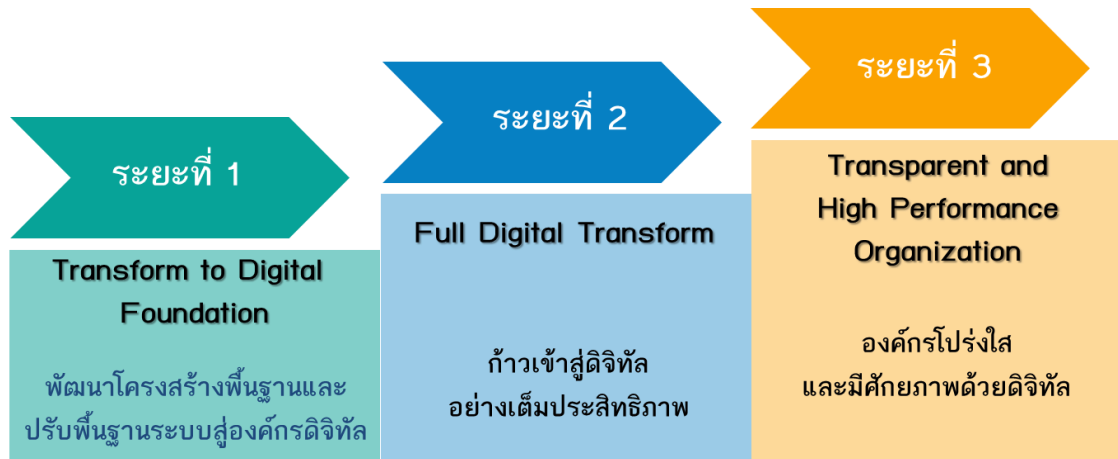 ระยะที่ 1
Transform to Digital
Foundation
พัฒนาโครงสร้างพื้นฐานและ
ปรับพื้นฐานระบบสู่องค์กรดิจิทัล
ระยะที่ 2
Full Digital Transform
ก้าวเข้าสู่ดิจิทัล
อย่างเต็มประสิทธิภาพ
ระยะที่ 3
Transparent and
High Performance
Organization
องค์กรโปร่งใส
และมีศักยภาพด้วยดิจิทัล